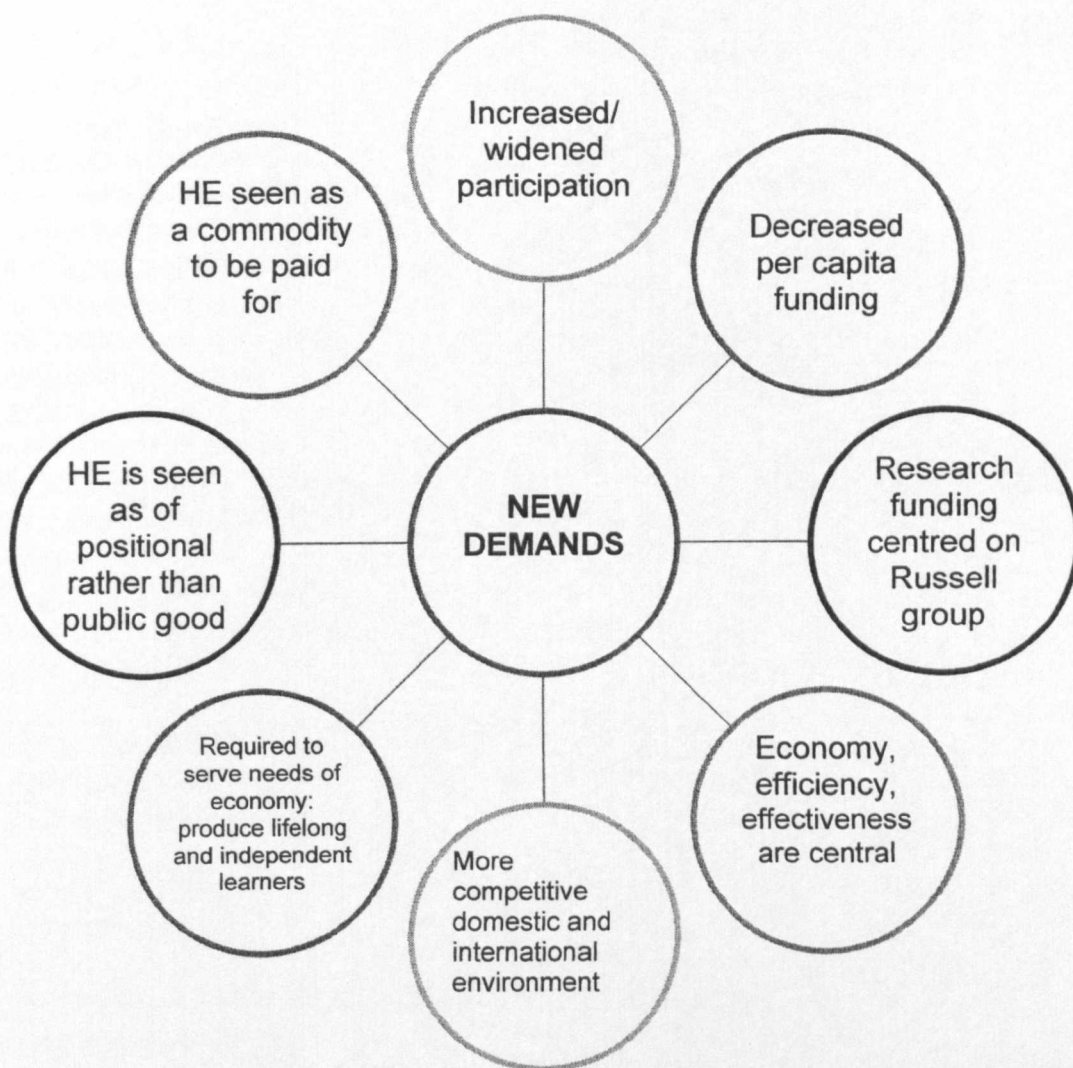 Increased/
widened
participation
Decreased
per capita
funding
Research
funding
centred on
Russell
group
Economy,
efficiency,
effectiveness
are central
More
competitive
domestic and
international
environment
Required to
serve needs of
economy:
produce lifelong
and independent
learners
HE is seen
as of
positional
rather than
public good
HE seen as
a commodity
to be paid
for
NEW
DEMANDS